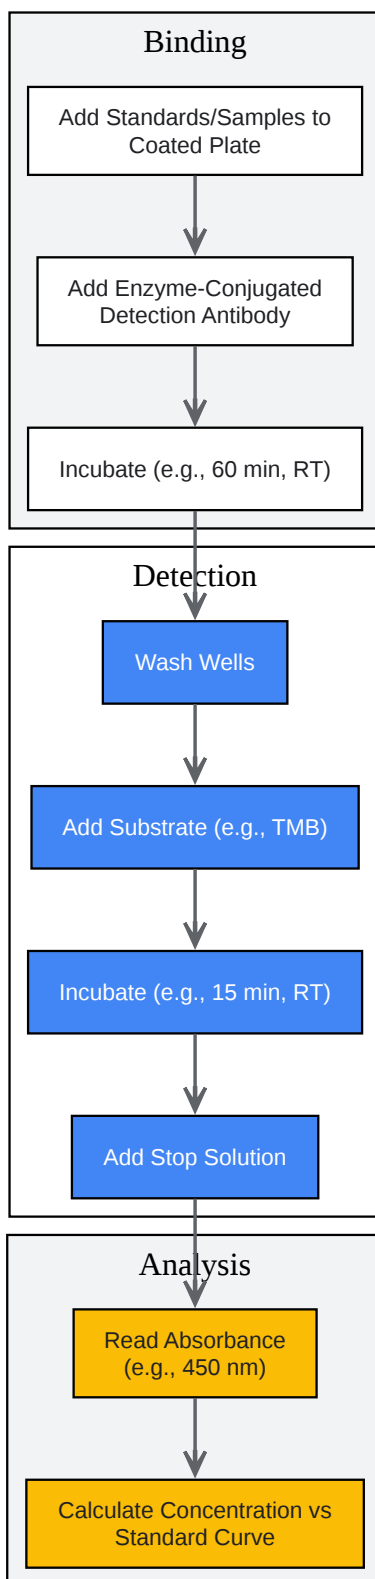 Binding
Add Standards/Samples to
Coated Plate
Add Enzyme-Conjugated
Detection Antibody
Incubate (e.g., 60 min, RT)
Detection
Wash Wells
Add Substrate (e.g., TMB)
Incubate (e.g., 15 min, RT)
Add Stop Solution
Analysis
Read Absorbance
(e.g., 450 nm)
Calculate Concentration vs
Standard Curve